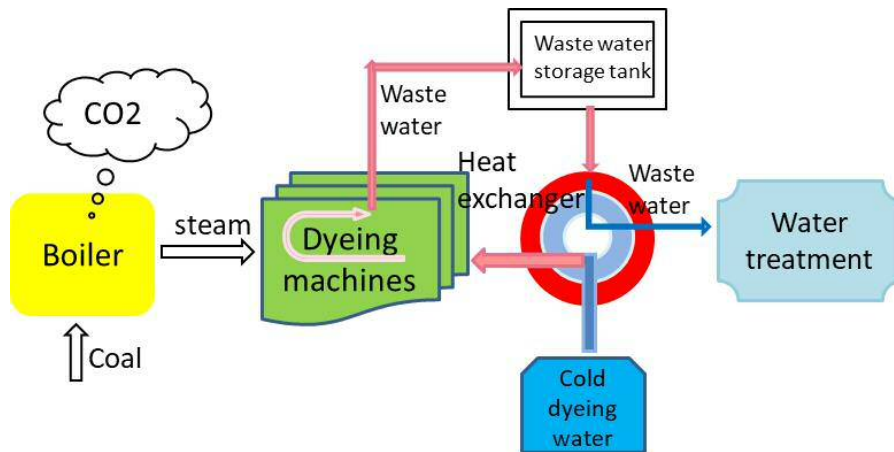 Waste water
storage tank
CO2
Waste
water
Heat
exchanger
Waste
water
steam
Boiler
Dyeing
machines
Water
treatment
Coal
Cold
dyeing
water